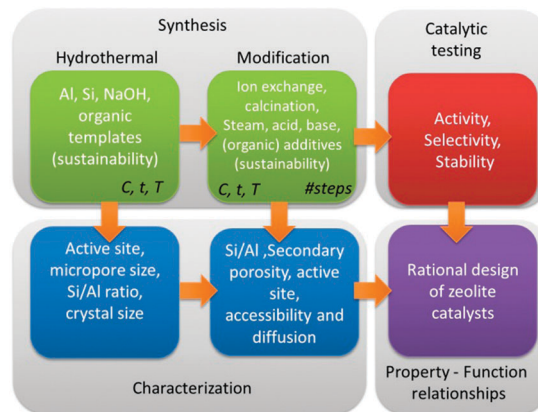 Synthesis
Catalytic
testing
Hydrothermal
Modification
Al, Si, NaOH,
organic
templates
(sustainability)
C, t, T
Ion exchange,
calcination,
Steam, acid, base,
(organic) additives
(sustainability)
C, t, T
#steps
Activity,
Selectivity,
Stability
Active site,
micropore size,
Si/Al ratio,
crystal size
Si/Al ,Secondary
porosity, active
site,
accessibility and
diffusion
Rational design
of zeolite
catalysts
Characterization
Property - Function
relationships